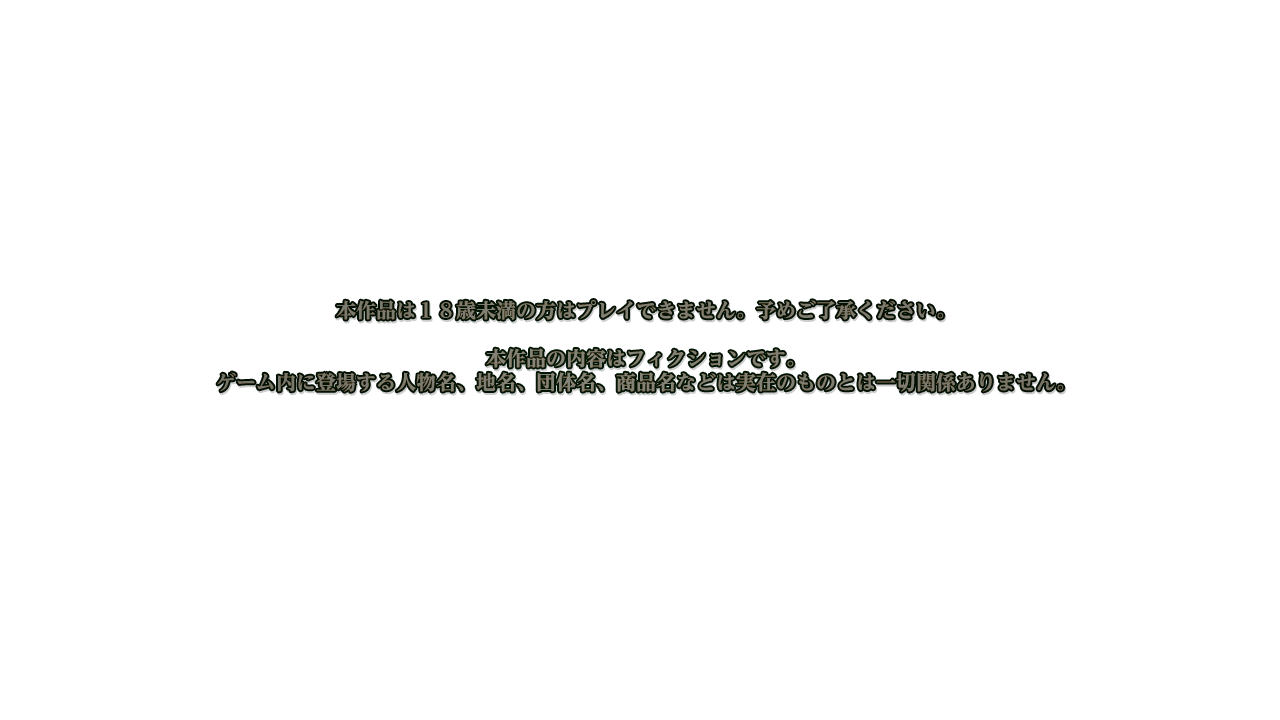 本作品は１８歳未満の方はプレイできません。予めご了承ください。
本作品の内容はフィクションです。
ゲーム内に登場する人物名、地名、団体名、商品名などは実在のものとは一切関係ありません。